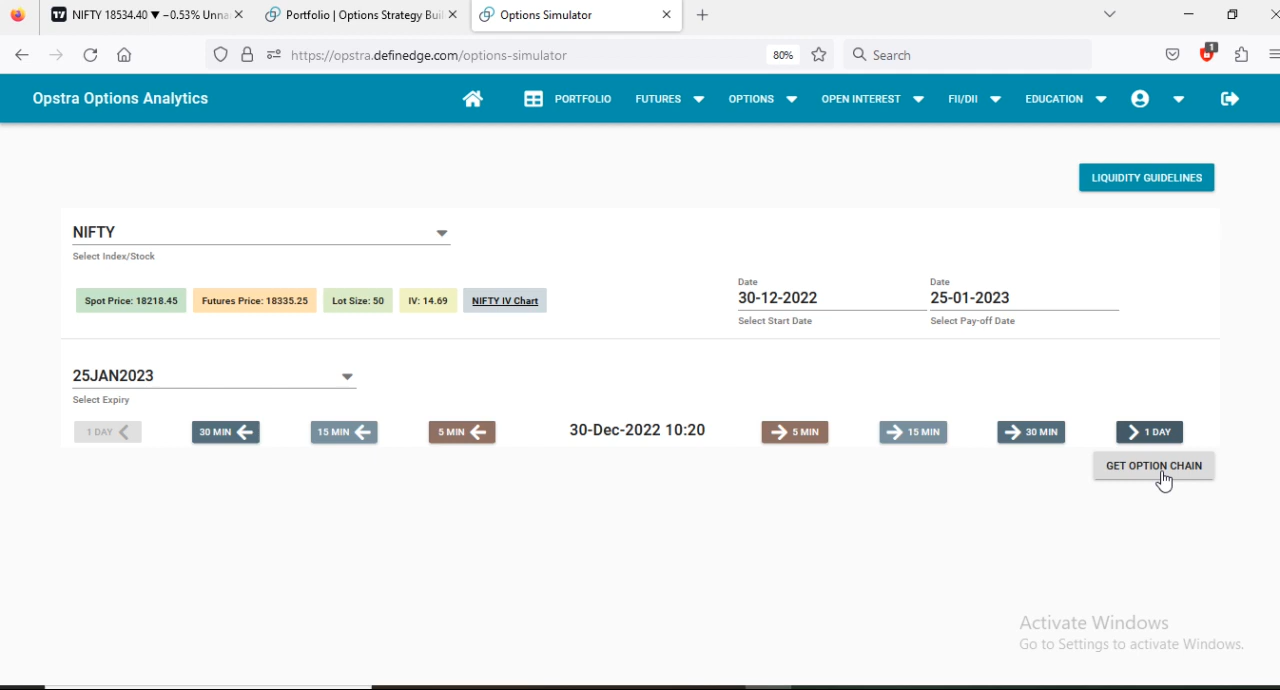 NIFTY 18534.40 ▼ −0.53% Unna
Portfolio | Options Strategy Buil
Options Simulator
https://opstra.definedge.com/options-simulator
80%
Search
1
Opstra Options Analytics
PORTFOLIO
FUTURES
OPTIONS
OPEN INTEREST
FII/DII
EDUCATION
LIQUIDITY GUIDELINES
NIFTY
Select Index/Stock
Spot Price: 18218.45
Futures Price: 18335.25
Lot Size: 50
IV: 14.69
NIFTY IV Chart
Date
30-12-2022
Select Start Date
Date
25-01-2023
Select Pay-off Date
25JAN2023
Select Expiry
1 DAY
30 MIN
15 MIN
5 MIN
30-Dec-2022 10:20
5 MIN
15 MIN
30 MIN
1 DAY
GET OPTION CHAIN
Activate Windows
Go to Settings to activate Windows.